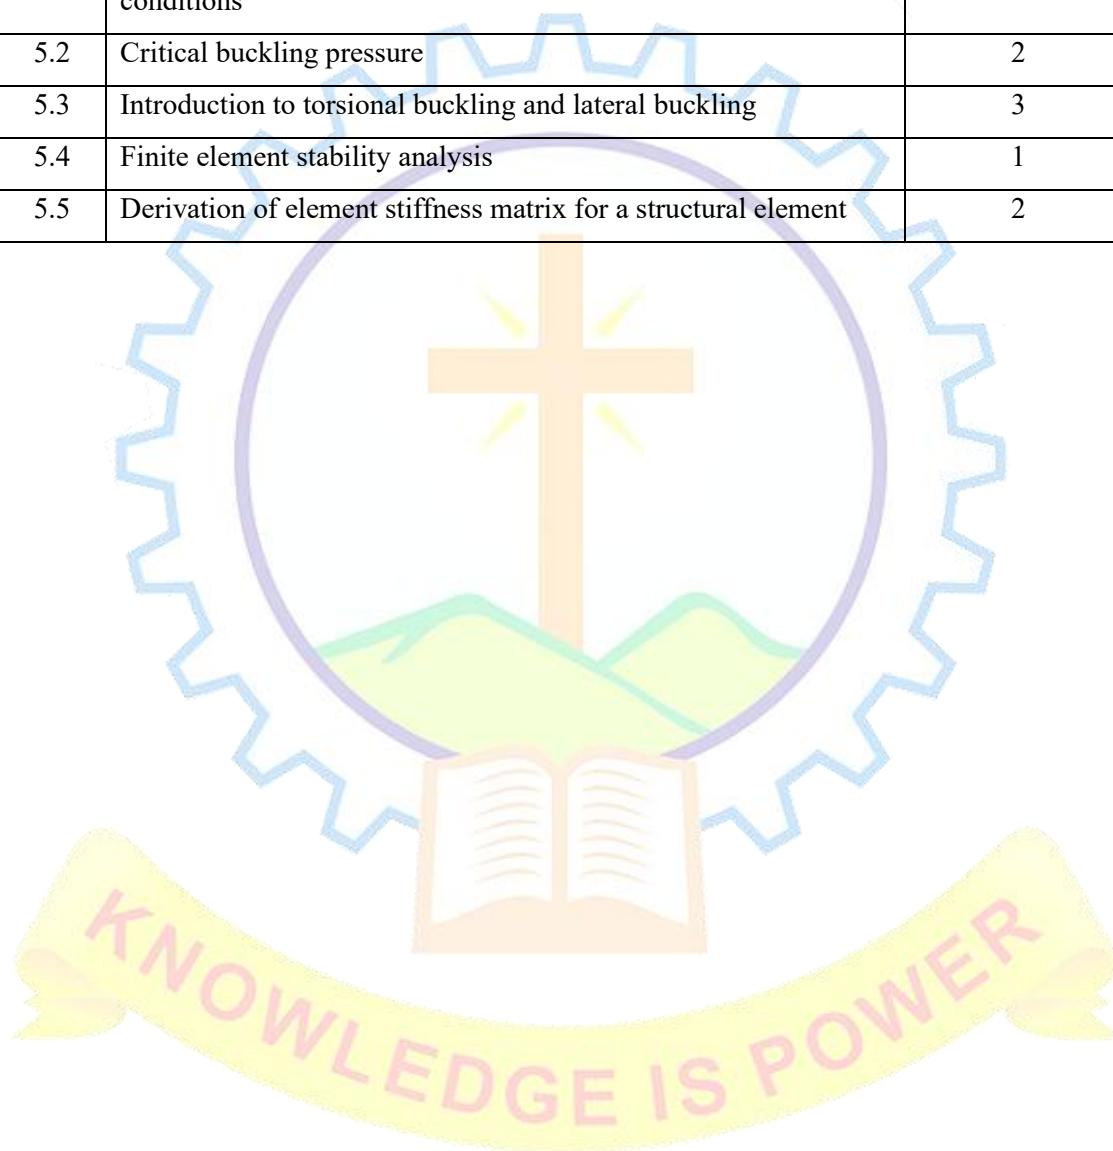 conditions
5.2 Critical buckling pressure 2
5.3 Introduction to torsional buckling and lateral buckling 3
5.4 Finite element stability analysis 1
5.5 Derivation of element stiffness matrix for a structural element 2
KNOWLEDGE IS POWER